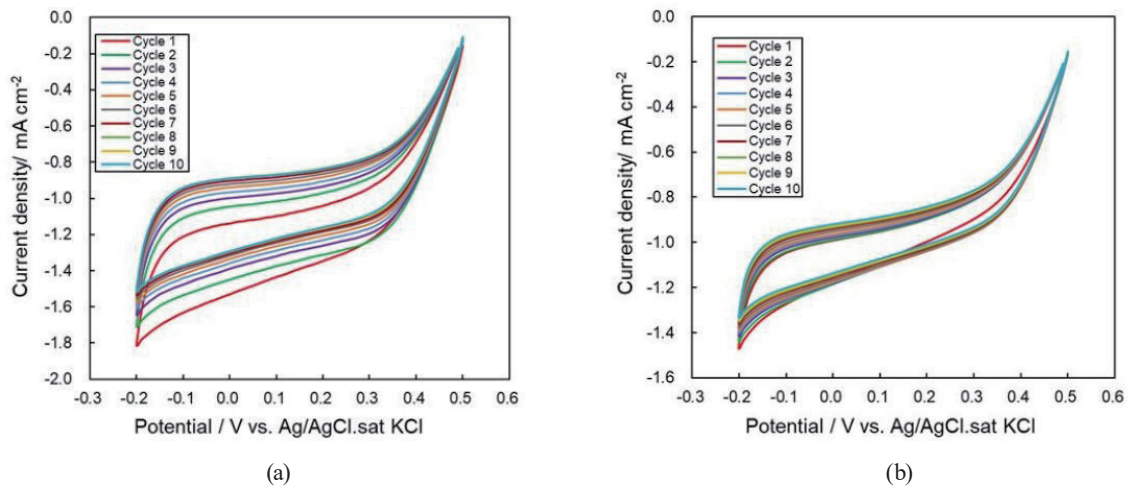 0.0
-0.2
-0.4
-0.6
-0.8
-1.0
-1.2
-1.4
-1.6
-1.8
-2.0
Current density/ mA cm-2
Cycle 1
Cycle 2
Cycle 3
Cycle 4
Cycle 5
Cycle 6
Cycle 7
Cycle 8
Cycle 9
Cycle 10
-0.3 -0.2 -0.1 0.0 0.1 0.2 0.3 0.4 0.5 0.6
Potential / V vs. Ag/AgCl.sat KCl
(a)
0.0
-0.2
-0.4
-0.6
-0.8
-1.0
-1.2
-1.4
-1.6
Current density/ mA cm-2
Cycle 1
Cycle 2
Cycle 3
Cycle 4
Cycle 5
Cycle 6
Cycle 7
Cycle 8
Cycle 9
Cycle 10
-0.3 -0.2 -0.1 0.0 0.1 0.2 0.3 0.4 0.5 0.6
Potential / V vs. Ag/AgCl.sat KCl
(b)